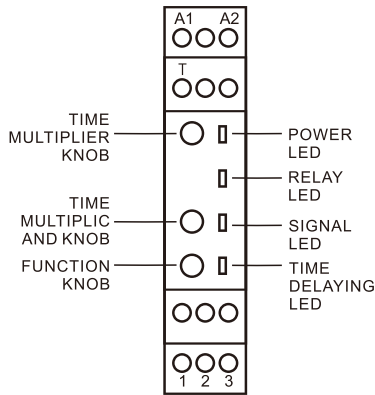 A1 A2
T
TIME
MULTIPLIER
KNOB
POWER
LED
RELAY
LED
TIME
MULTIPLIC
AND KNOB
SIGNAL
LED
FUNCTION
KNOB
TIME
DELAYING
LED
1 2 3